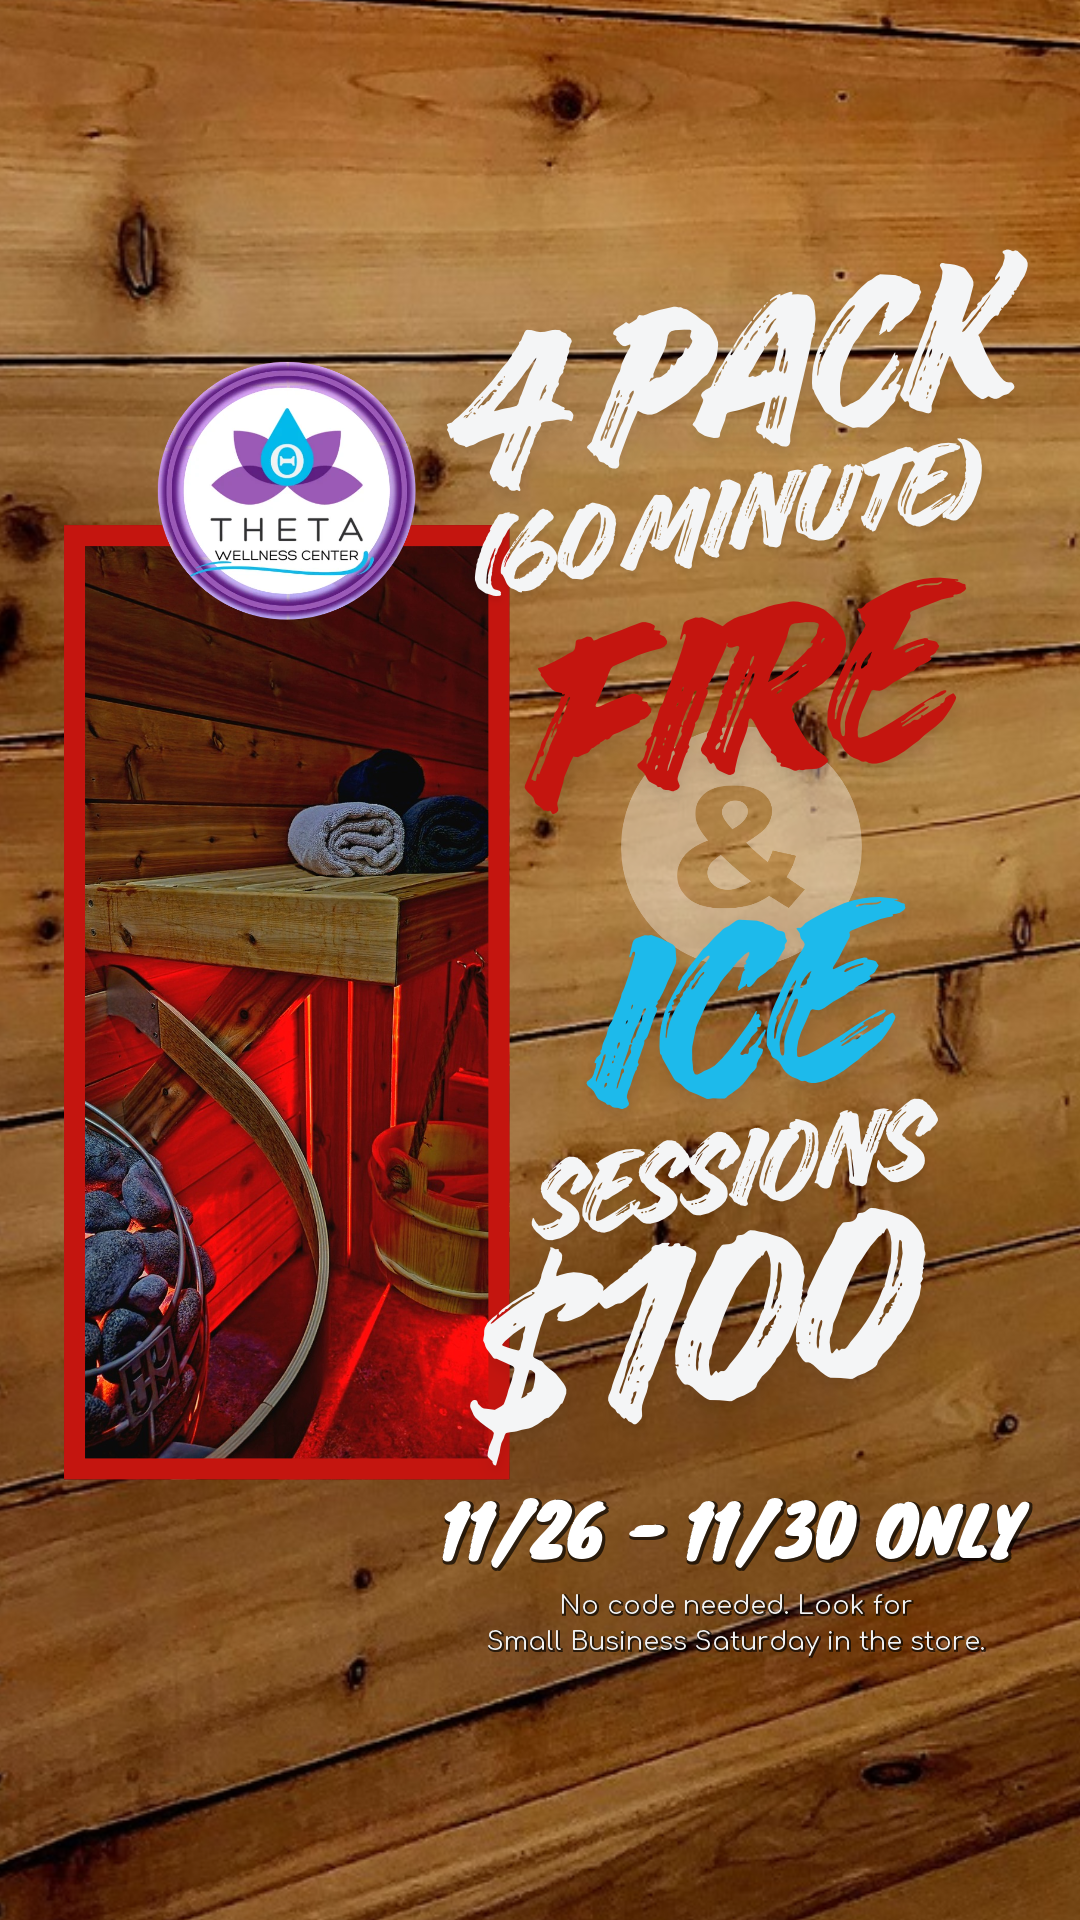 THETA
WELLNESS CENTER
4 PACK
(60 MINUTE)
FIRE
&
ICE
SESSIONS
$100
11/26 - 11/30 ONLY
No code needed. Look for
Small Business Saturday in the store.